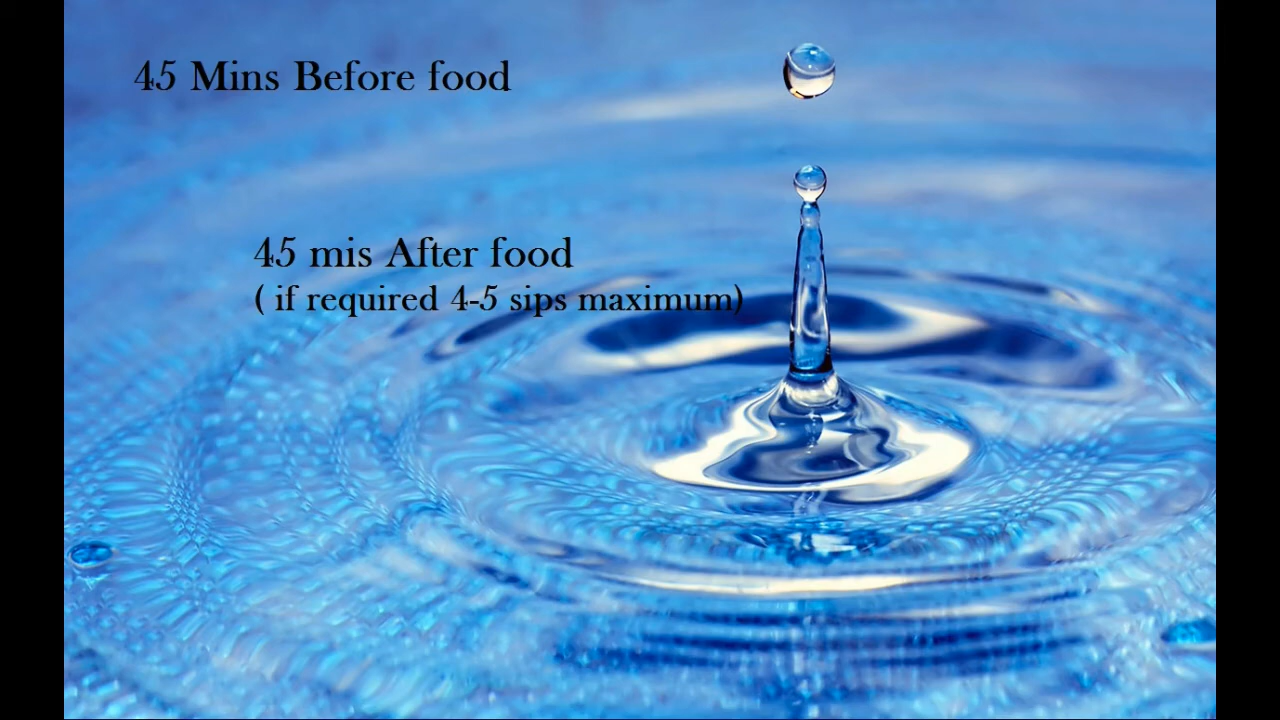 45 Mins Before food
45 mis After food
( if required 4-5 sips maximum)